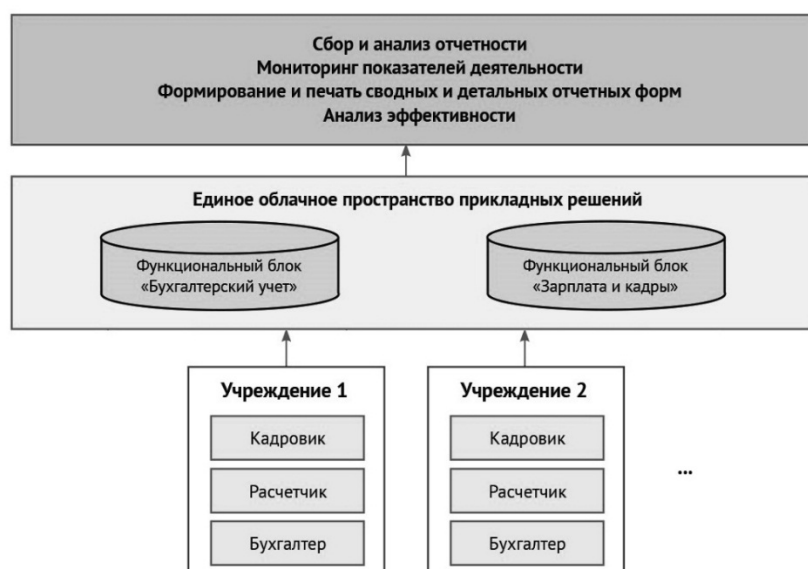 Сбор и анализ отчетности
Мониторинг показателей деятельности
Формирование и печать сводных и детальных отчетных форм
Анализ эффективности
Единое облачное пространство прикладных решений
Функциональный блок
«Бухгалтерский учет»
Функциональный блок
«Зарплата и кадры»
Учреждение 1
Кадровик
Расчетчик
Бухгалтер
Учреждение 2
Кадровик
Расчетчик
Бухгалтер
...